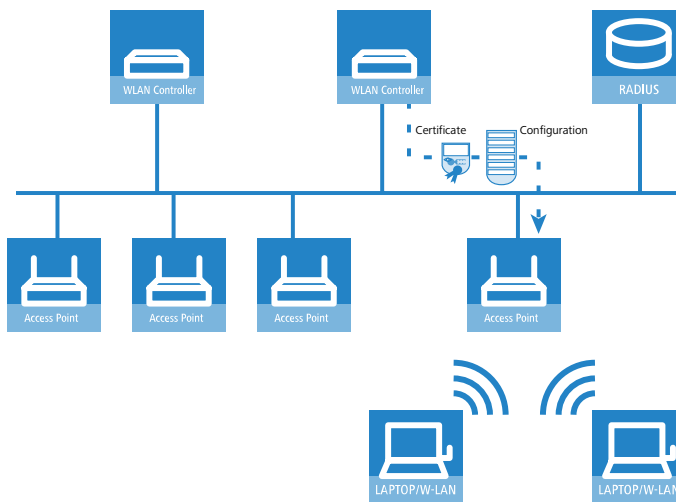 WLAN Controller
WLAN Controller
RADIUS
Certificate
Configuration
Access Point
Access Point
Access Point
Access Point
LAPTOP/W-LAN
LAPTOP/W-LAN